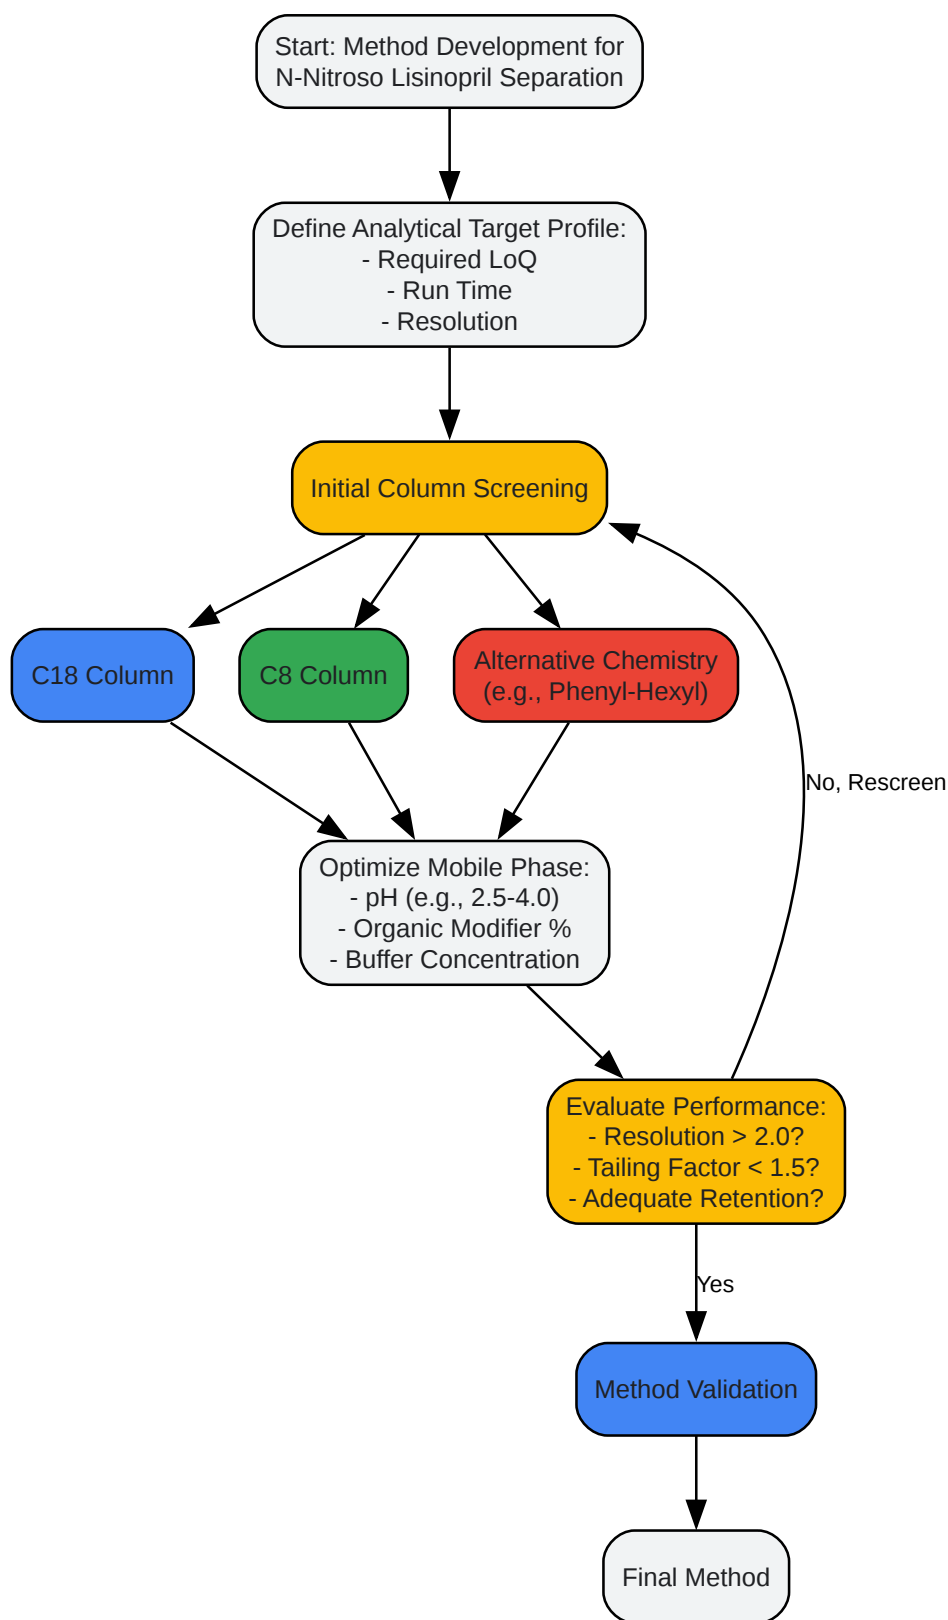 Start: Method Development for
N-Nitroso Lisinopril Separation
Define Analytical Target Profile:
- Required LoQ
- Run Time
- Resolution
Initial Column Screening
C18 Column
C8 Column
Alternative Chemistry
(e.g., Phenyl-Hexyl)
No, Rescreen
Optimize Mobile Phase:
- pH (e.g., 2.5-4.0)
- Organic Modifier %
- Buffer Concentration
Evaluate Performance:
- Resolution > 2.0?
- Tailing Factor < 1.5?
- Adequate Retention?
Yes
Method Validation
Final Method